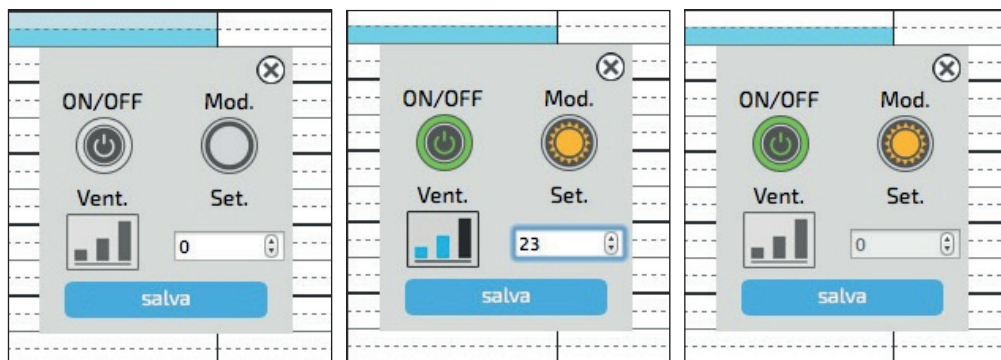 ON/OFF Mod.
Vent. Set.
0
salva
ON/OFF Mod.
Vent. Set.
23
salva
ON/OFF Mod.
Vent. Set.
0
salva